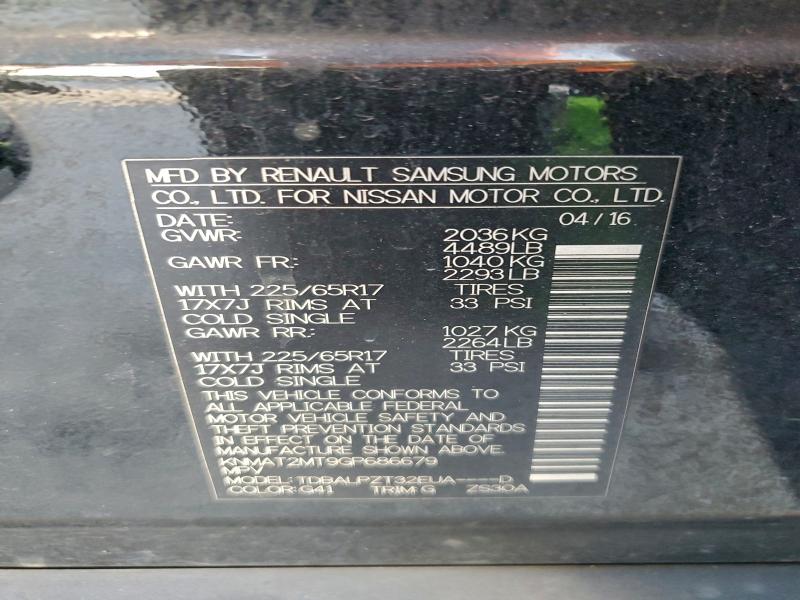 MFD BY RENAULT SAMSUNG MOTORS
CO., LTD. FOR NISSAN MOTOR CO., LTD.
DATE: 04/16
GVWR: 2036KG
4489LB
GAWR FR.: 1040 KG
2293LB
WITH 225/65R17 TIRES
17X7J RIMS AT 33 PSI
COLD SINGLE
GAWR RR.: 1027 KG
2264LB
WITH 225/65R17 TIRES
17X7J RIMS AT 33 PSI
COLD SINGLE
THIS VEHICLE CONFORMS TO
ALL APPLICABLE FEDERAL
MOTOR VEHICLE SAFETY AND
THEFT PREVENTION STANDARDS
IN EFFECT ON THE DATE OF
MANUFACTURE SHOWN ABOVE.
KNMAT2MT9GP686679
MPV
MODEL: TDBALPZT32EUA----D
COLOR:G41 TRIM:G ZS30A